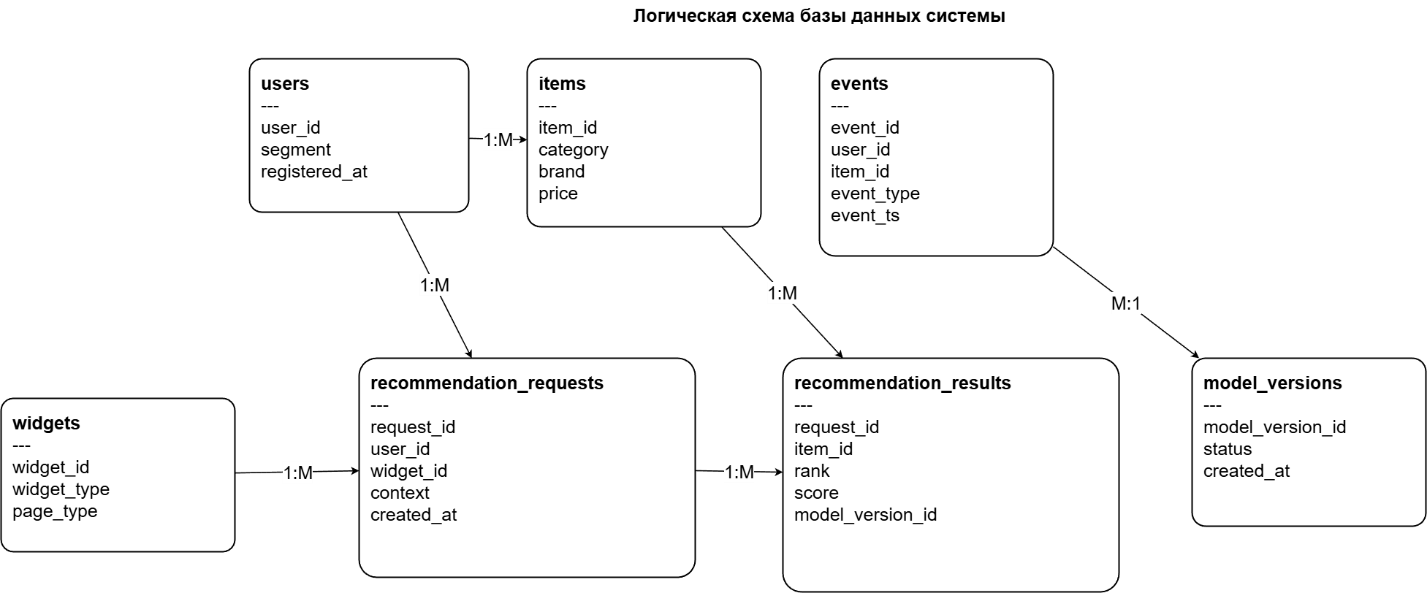 Логическая схема базы данных системы
users
---
user_id
segment
registered_at
1:M
items
---
item_id
category
brand
price
events
---
event_id
user_id
item_id
event_type
event_ts
1:M
1:M
M:1
widgets
---
widget_id
widget_type
page_type
1:M
recommendation_requests
---
request_id
user_id
widget_id
context
created_at
1:M
recommendation_results
---
request_id
item_id
rank
score
model_version_id
model_versions
---
model_version_id
status
created_at